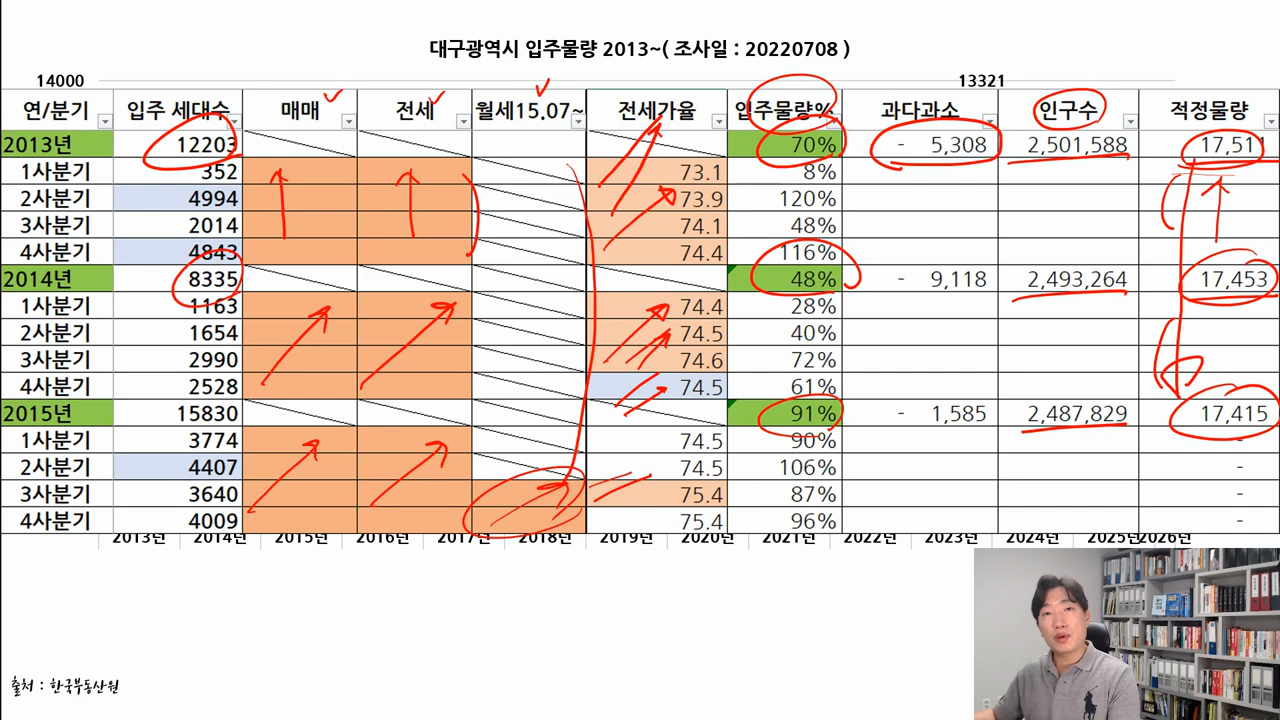 대구광역시 입주물량 2013~( 조사일 : 20220708 )
14000 13321
연/분기 입주 세대수 매매 전세 월세15.07~ 전세가율 입주물량% 과다과소 인구수 적정물량
2013년 12203 70% - 5,308 2,501,588 17,511
1사분기 352 73.1 8%
2사분기 4994 73.9 120%
3사분기 2014 74.1 48%
4사분기 4843 74.4 116%
2014년 8335 48% - 9,118 2,493,264 17,453
1사분기 1163 74.4 28%
2사분기 1654 74.5 40%
3사분기 2990 74.6 72%
4사분기 2528 74.5 61%
2015년 15830 91% - 1,585 2,487,829 17,415
1사분기 3774 74.5 90% -
2사분기 4407 74.5 106% -
3사분기 3640 75.4 87% -
4사분기 4009 75.4 96% -
2013년 2014년 2015년 2016년 2017년 2018년 2019년 2020년 2021년 2022년 2023년 2024년 2025년 2026년
출처 : 한국부동산원